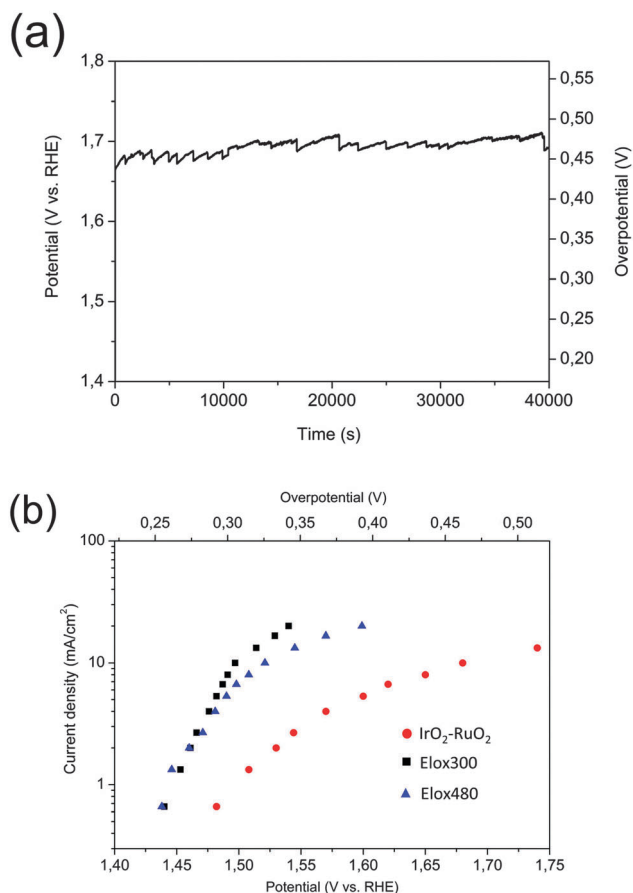 (a)
1,8
1,7
1,6
1,5
1,4
Potential (V vs. RHE)
0,55
0,50
0,45
0,40
0,35
0,30
0,25
0,20
Overpotential (V)
0 10000 20000 30000 40000
Time (s)
(b)
Overpotential (V)
0,25 0,30 0,35 0,40 0,45 0,50
100
10
1
Current density (mA/cm²)
IrO₂-RuO₂
Elox300
Elox480
1,40 1,45 1,50 1,55 1,60 1,65 1,70 1,75
Potential (V vs. RHE)